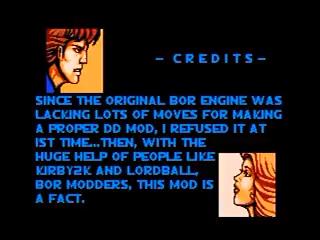 - CREDITS -
SINCE THE ORIGINAL BOR ENGINE WAS
LACKING LOTS OF MOVES FOR MAKING
A PROPER DD MOD, I REFUSED IT AT
1ST TIME...THEN, WITH THE
HUGE HELP OF PEOPLE LIKE
KIRBY2K AND LORDBALL,
BOR MODDERS, THIS MOD IS
A FACT.